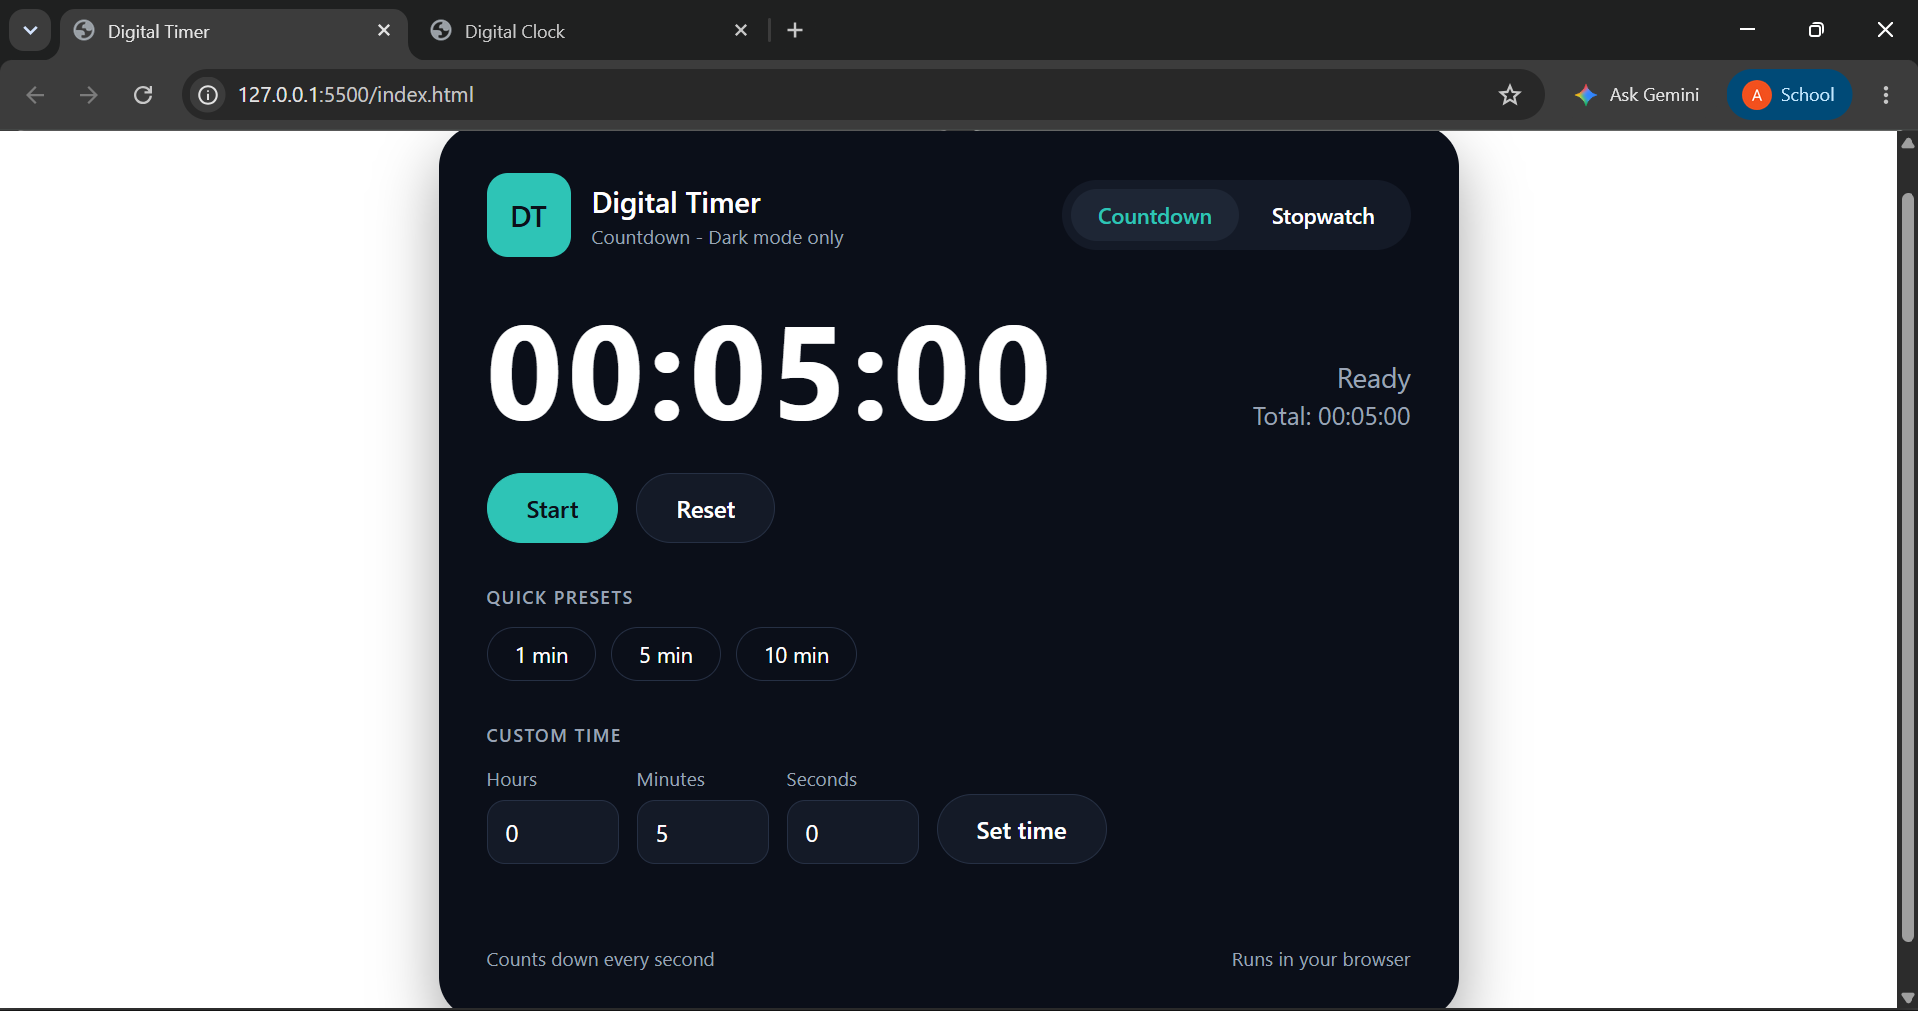 Digital Timer
Digital Clock
127.0.0.1:5500/index.html
Ask Gemini
A
School
DT
Digital Timer
Countdown - Dark mode only
Countdown
Stopwatch
00:05:00
Ready
Total: 00:05:00
Start
Reset
QUICK PRESETS
1 min
5 min
10 min
CUSTOM TIME
Hours
Minutes
Seconds
0
5
0
Set time
Counts down every second
Runs in your browser